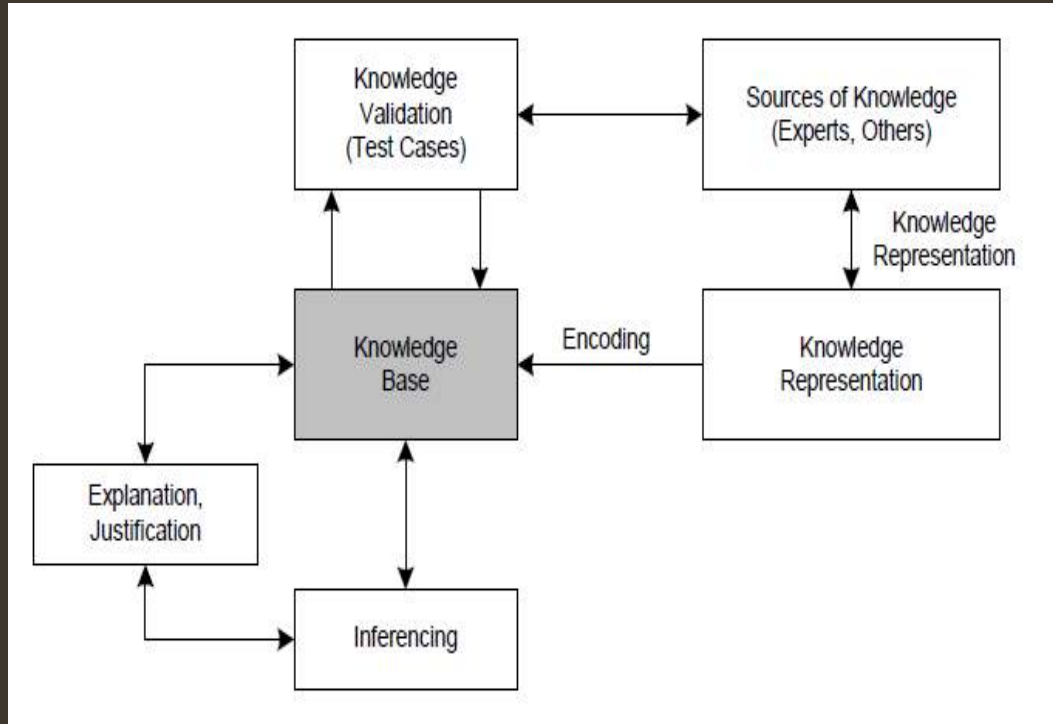 Knowledge
Validation
(Test Cases)
Sources of Knowledge
(Experts, Others)
Knowledge
Representation
Knowledge
Base
Encoding
Knowledge
Representation
Explanation,
Justification
Inferencing